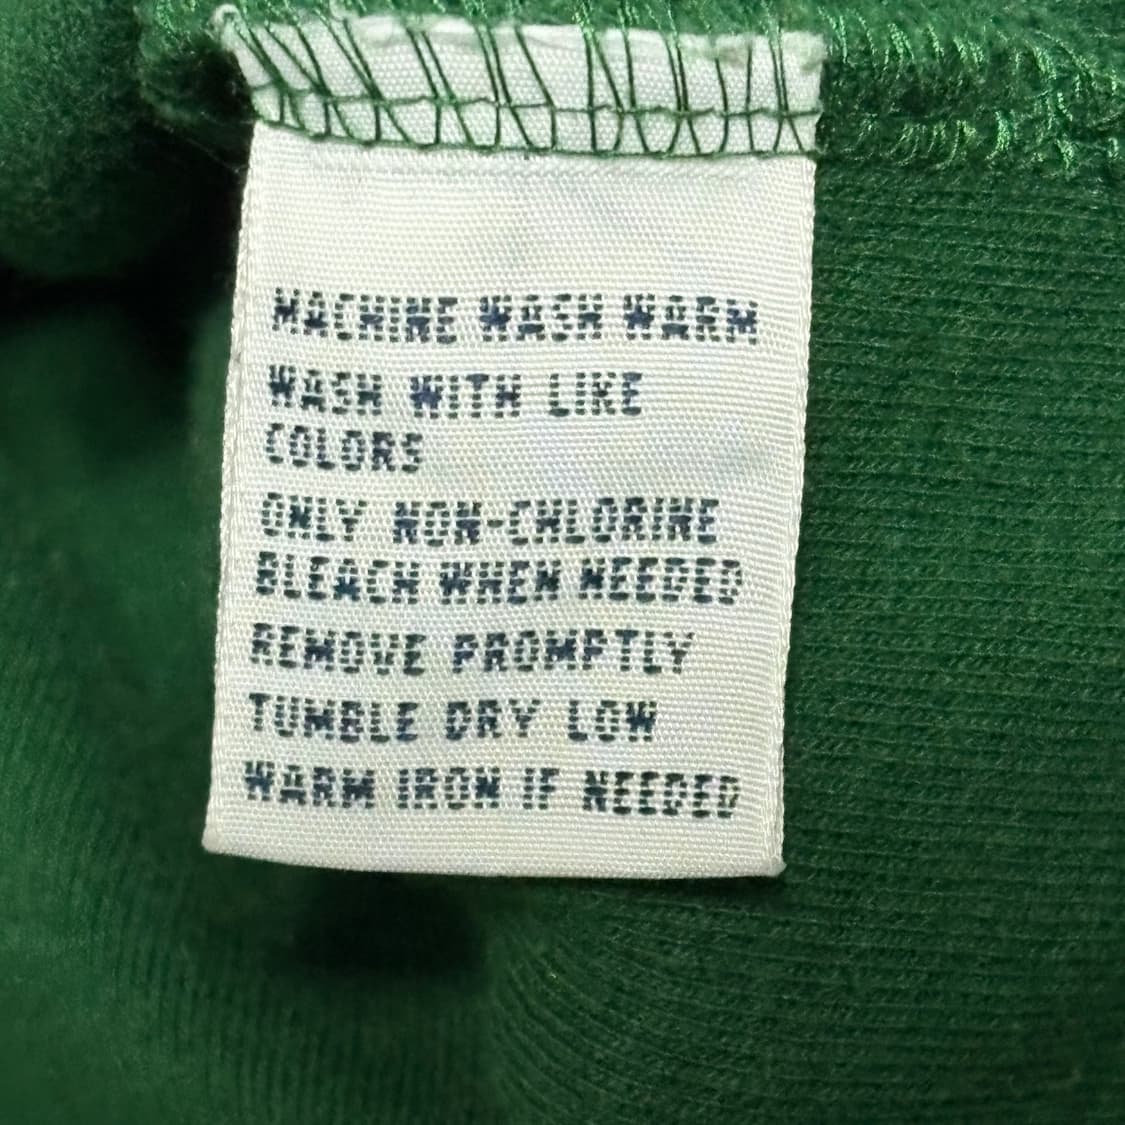 MACHINE WASH WARM
WASH WITH LIKE
COLORS
ONLY NON-CHLORINE
BLEACH WHEN NEEDED
REMOVE PROMPTLY
TUMBLE DRY LOW
WARM IRON IF NEEDED